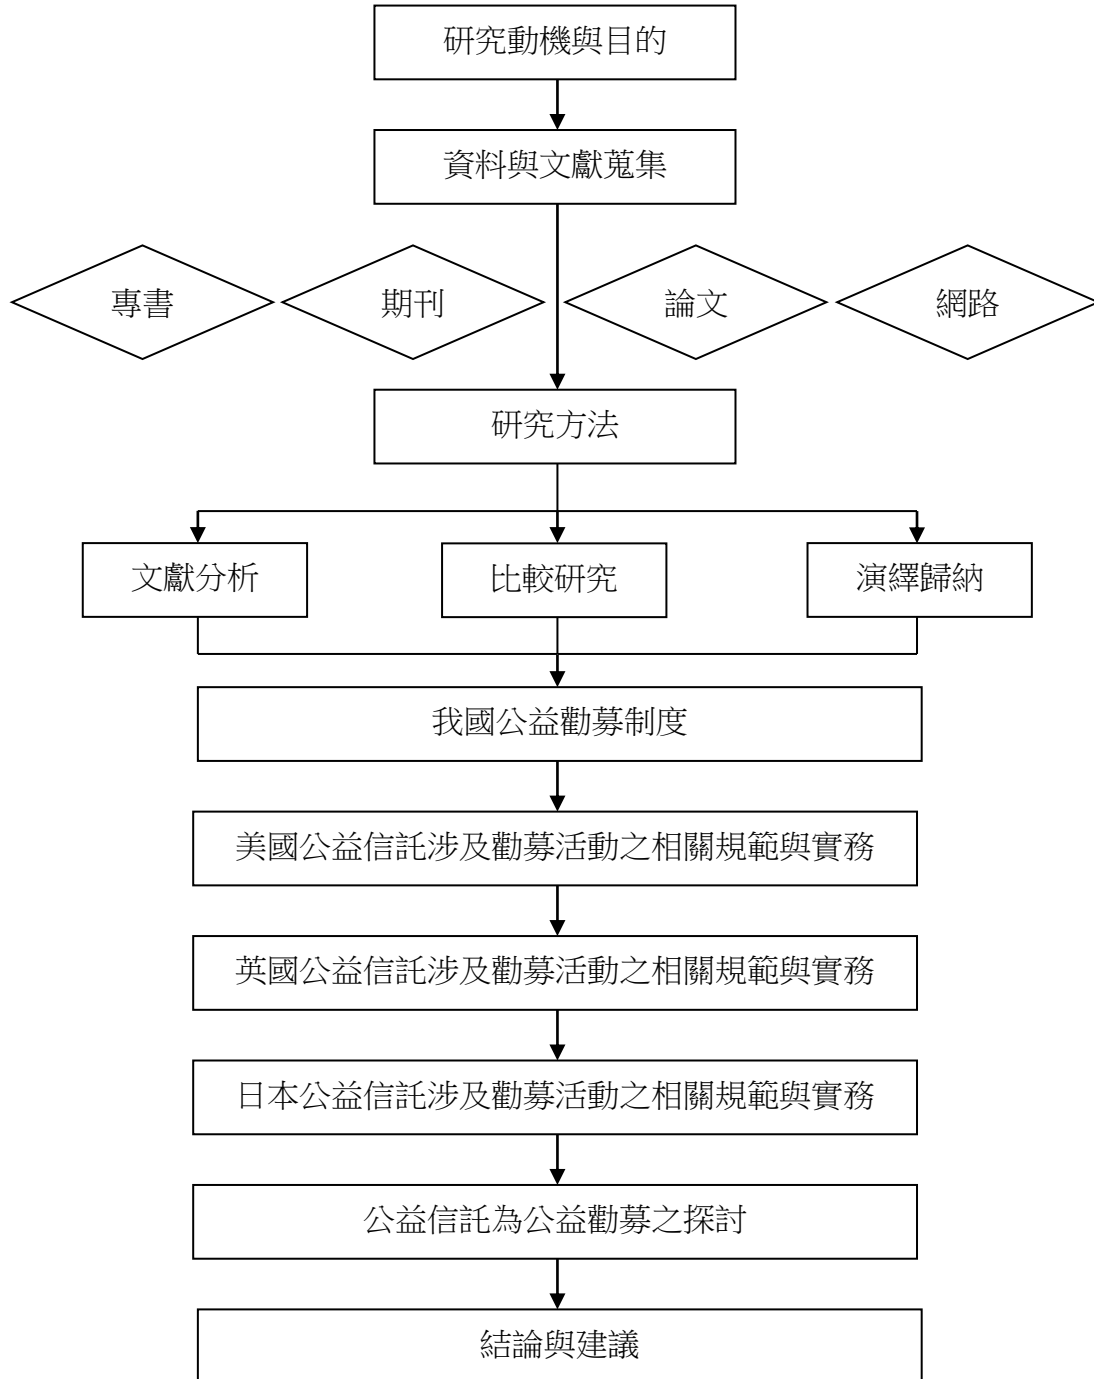 研究動機與目的
資料與文獻蒐集
專書
期刊
論文
網路
研究方法
文獻分析
比較研究
演繹歸納
我國公益勸募制度
美國公益信託涉及勸募活動之相關規範與實務
英國公益信託涉及勸募活動之相關規範與實務
日本公益信託涉及勸募活動之相關規範與實務
公益信託為公益勸募之探討
結論與建議